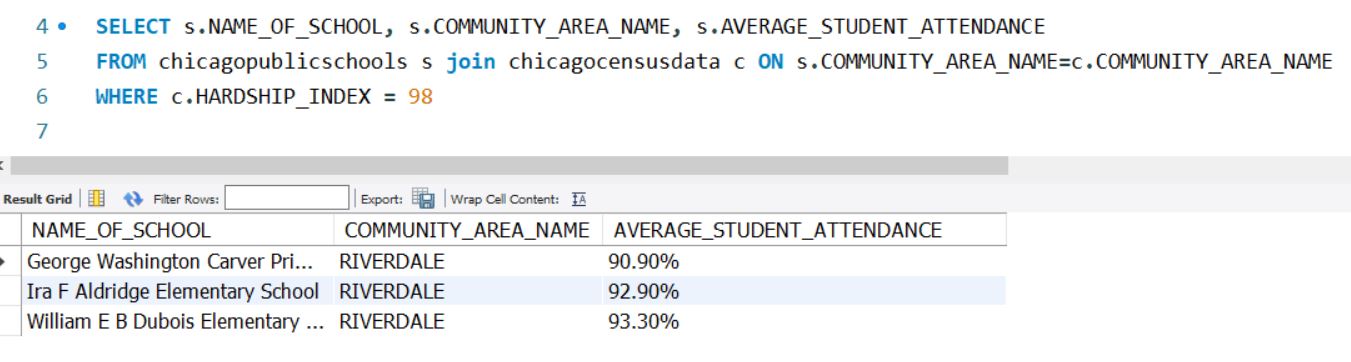 4 SELECT s.NAME_OF_SCHOOL, s.COMMUNITY_AREA_NAME, s.AVERAGE_STUDENT_ATTENDANCE
5 FROM chicagopublicschools s join chicagocensusdata c ON s.COMMUNITY_AREA_NAME=c.COMMUNITY_AREA_NAME
6 WHERE c.HARDSHIP_INDEX = 98
7
Result Grid Filter Rows: Export: Wrap Cell Content: IA
NAME_OF_SCHOOL COMMUNITY_AREA_NAME AVERAGE_STUDENT_ATTENDANCE
George Washington Carver Pri... RIVERDALE 90.90%
Ira F Aldridge Elementary School RIVERDALE 92.90%
William E B Dubois Elementary ... RIVERDALE 93.30%